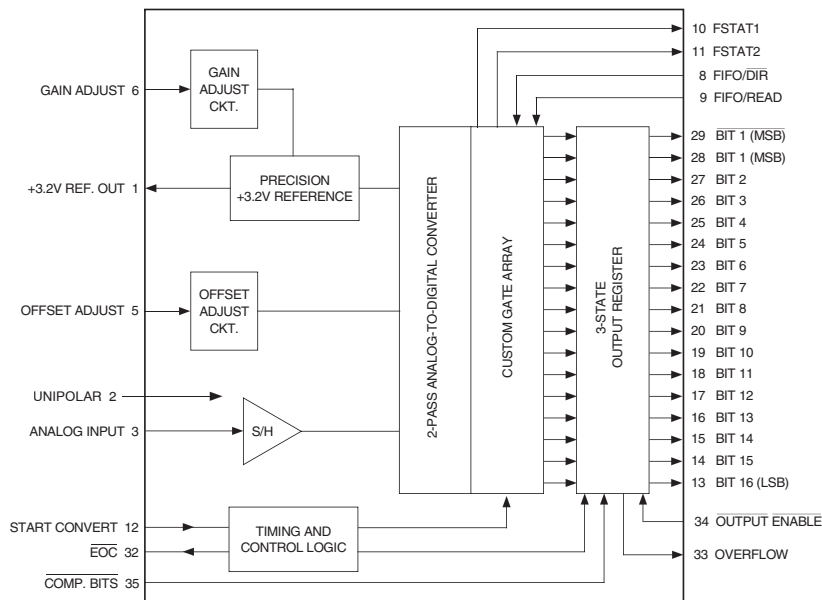 10 FSTAT1
11 FSTAT2
8 FIFO/DIR
9 FIFO/READ
GAIN ADJUST 6
GAIN
ADJUST
CKT.
+3.2V REF. OUT 1
PRECISION
+3.2V REFERENCE
OFFSET ADJUST 5
OFFSET
ADJUST
CKT.
UNIPOLAR 2
ANALOG INPUT 3
S/H
2-PASS ANALOG-TO-DIGITAL CONVERTER
CUSTOM GATE ARRAY
3-STATE
OUTPUT REGISTER
29 BIT 1 (MSB)
28 BIT 1 (MSB)
27 BIT 2
26 BIT 3
25 BIT 4
24 BIT 5
23 BIT 6
22 BIT 7
21 BIT 8
20 BIT 9
19 BIT 10
18 BIT 11
17 BIT 12
16 BIT 13
15 BIT 14
14 BIT 15
13 BIT 16 (LSB)
START CONVERT 12
EOC 32
TIMING AND
CONTROL LOGIC
COMP. BITS 35
34 OUTPUT ENABLE
33 OVERFLOW